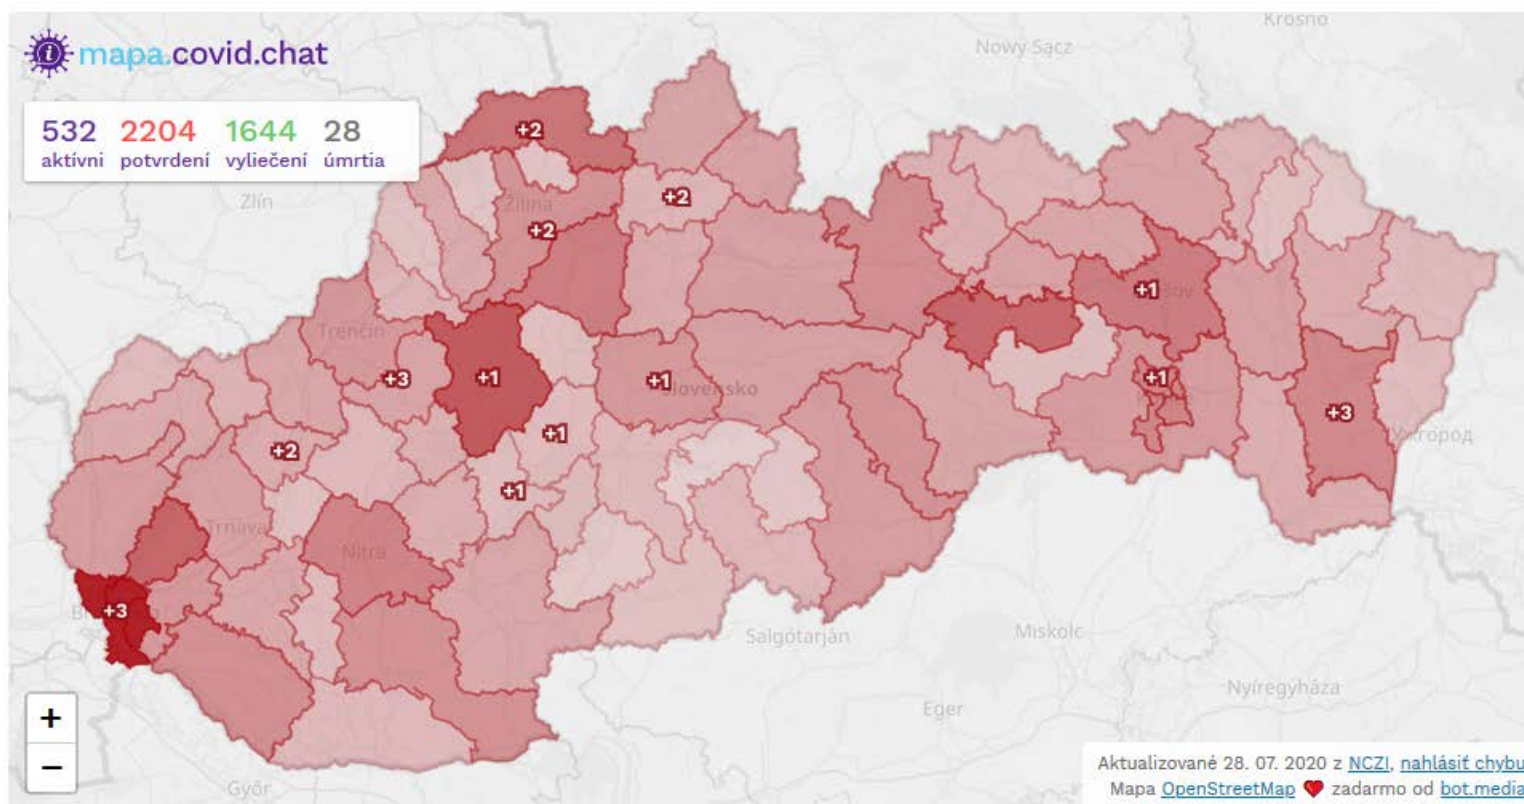 Krosno
Nowy Sącz
mapa.covid.chat
532 2204 1644 28
aktívni potvrdení vyliečení úmrtia
+2
Zlín
+2
Žilina
+2
+1
Trenčín
+3
+1
+1
+1
Slovensko
+3
+1
Ужгород
+2
+1
Trnava
Nitra
+3
Salgótarján
Miskolc
Nyíregyháza
Eger
+
−
Győr
Aktualizované 28. 07. 2020 z NCZI, nahlásiť chybu
Mapa OpenStreetMap ❤ zadarmo od bot.media